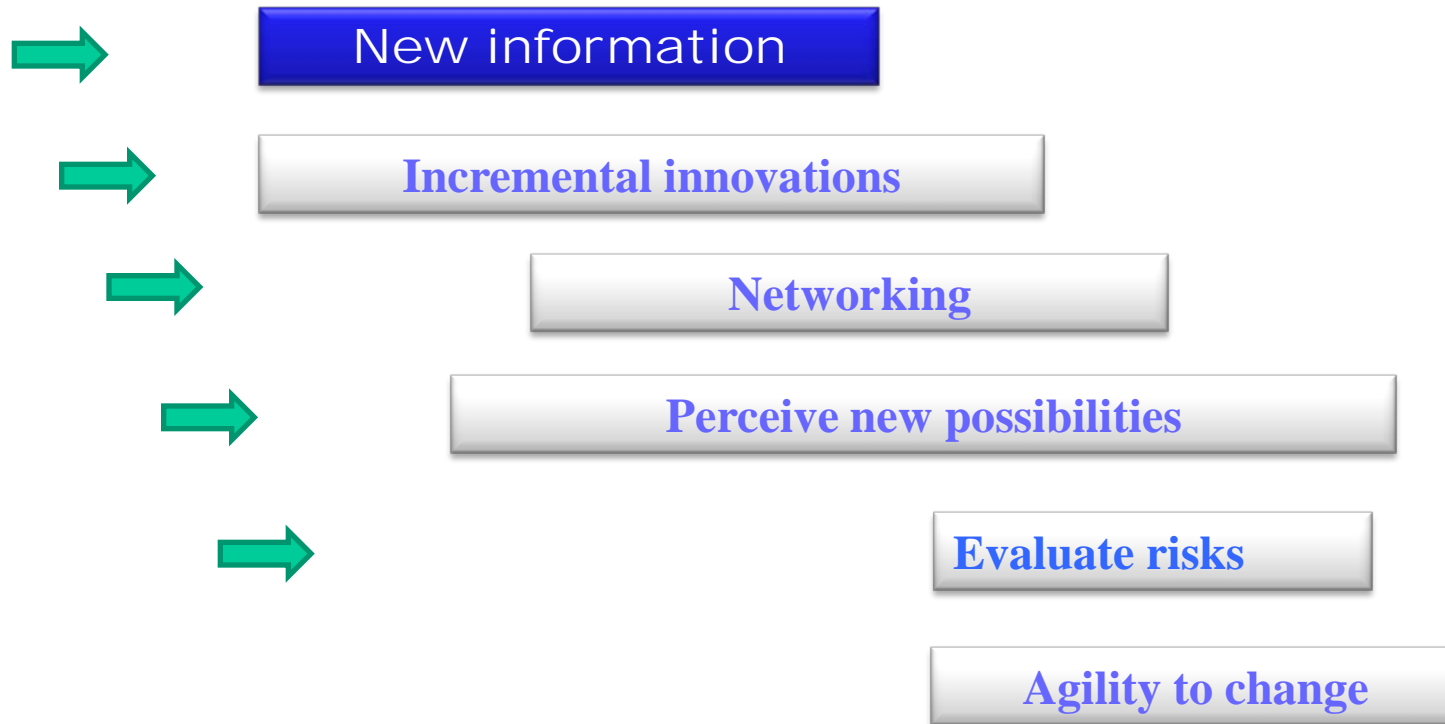 New information
Incremental innovations
Networking
Perceive new possibilities
Evaluate risks
Agility to change